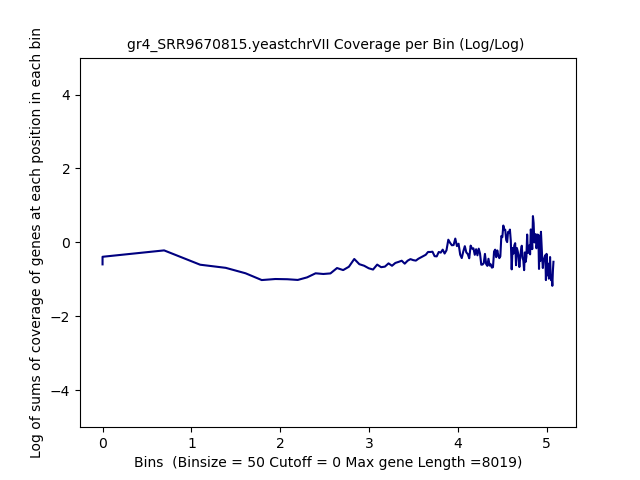 gr4_SRR9670815.yeastchrVII Coverage per Bin (Log/Log)
Log of sums of coverage of genes at each position in each bin
4
2
0
−2
−4
0 1 2 3 4 5
Bins  (Binsize = 50 Cutoff = 0 Max gene Length =8019)